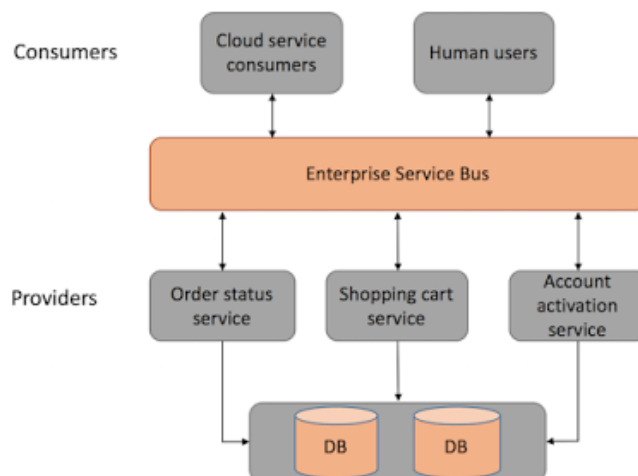 Consumers
Cloud service
consumers
Human users
Enterprise Service Bus
Providers
Order status
service
Shopping cart
service
Account
activation
service
DB
DB